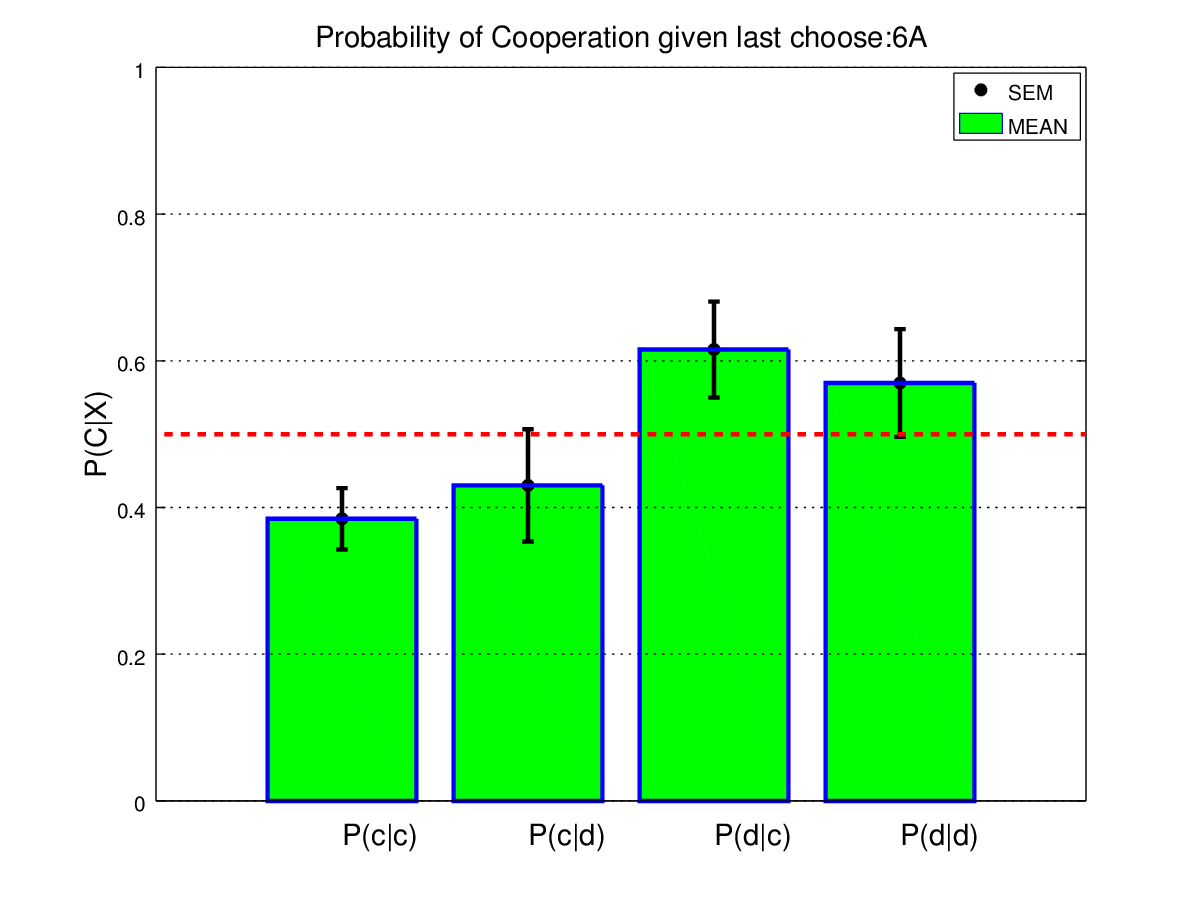 Probability of Cooperation given last choose:6A
SEM
MEAN
1
0.8
0.6
0.4
0.2
0
P(C|X)
P(c|c)
P(c|d)
P(d|c)
P(d|d)